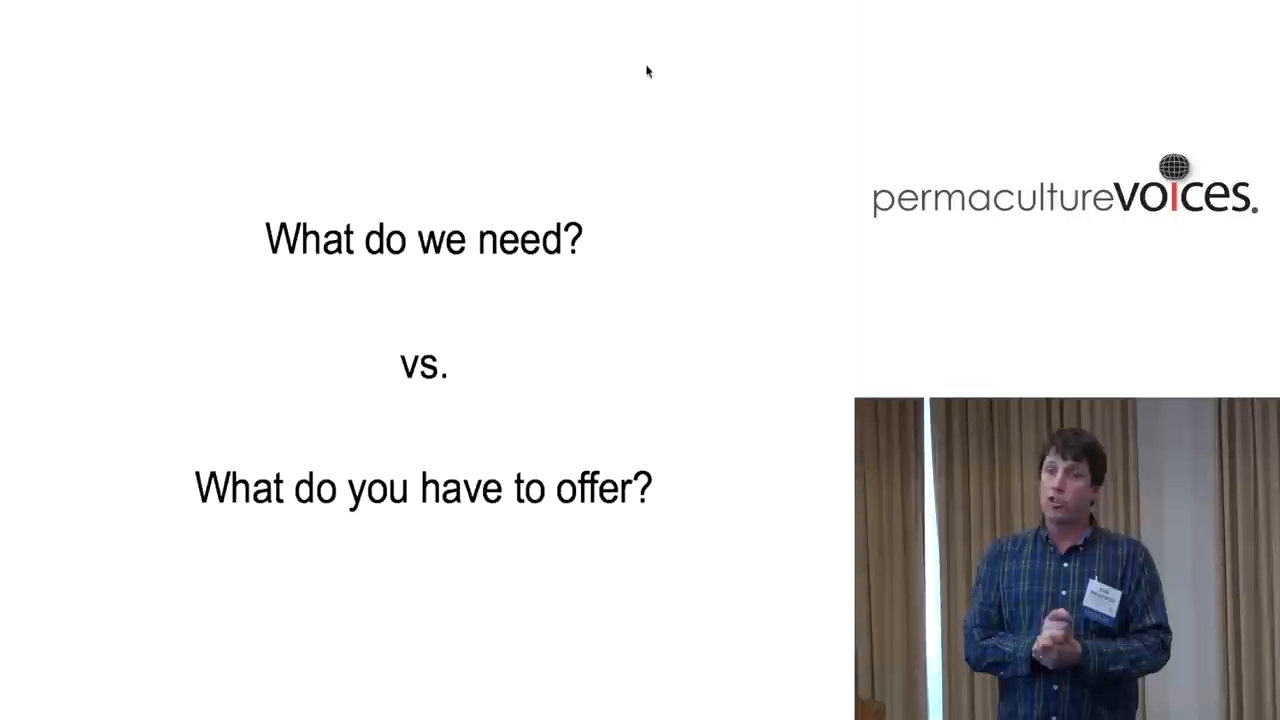 What do we need?
vs.
What do you have to offer?
permaculturevoices.